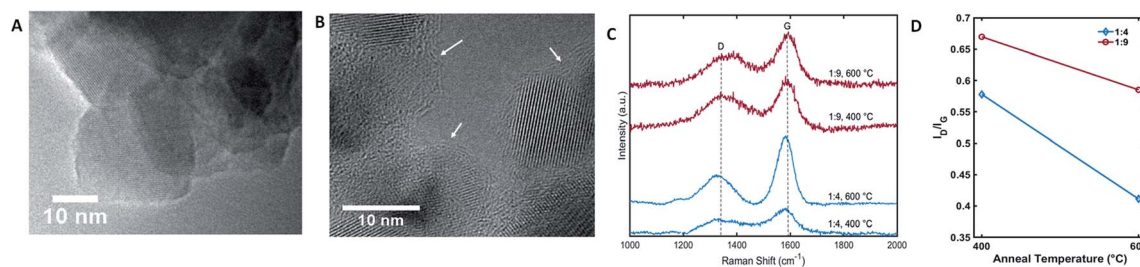 A
10 nm
B
10 nm
C
D
G
1:9, 600 °C
1:9, 400 °C
1:4, 600 °C
1:4, 400 °C
Intensity (a.u.)
1000 1200 1400 1600 1800 2000
Raman Shift (cm⁻¹)
D
0.7
0.65
0.6
0.55
0.5
0.45
0.4
0.35
1:4
1:9
I_D/I_G
400 60
Anneal Temperature (°C)